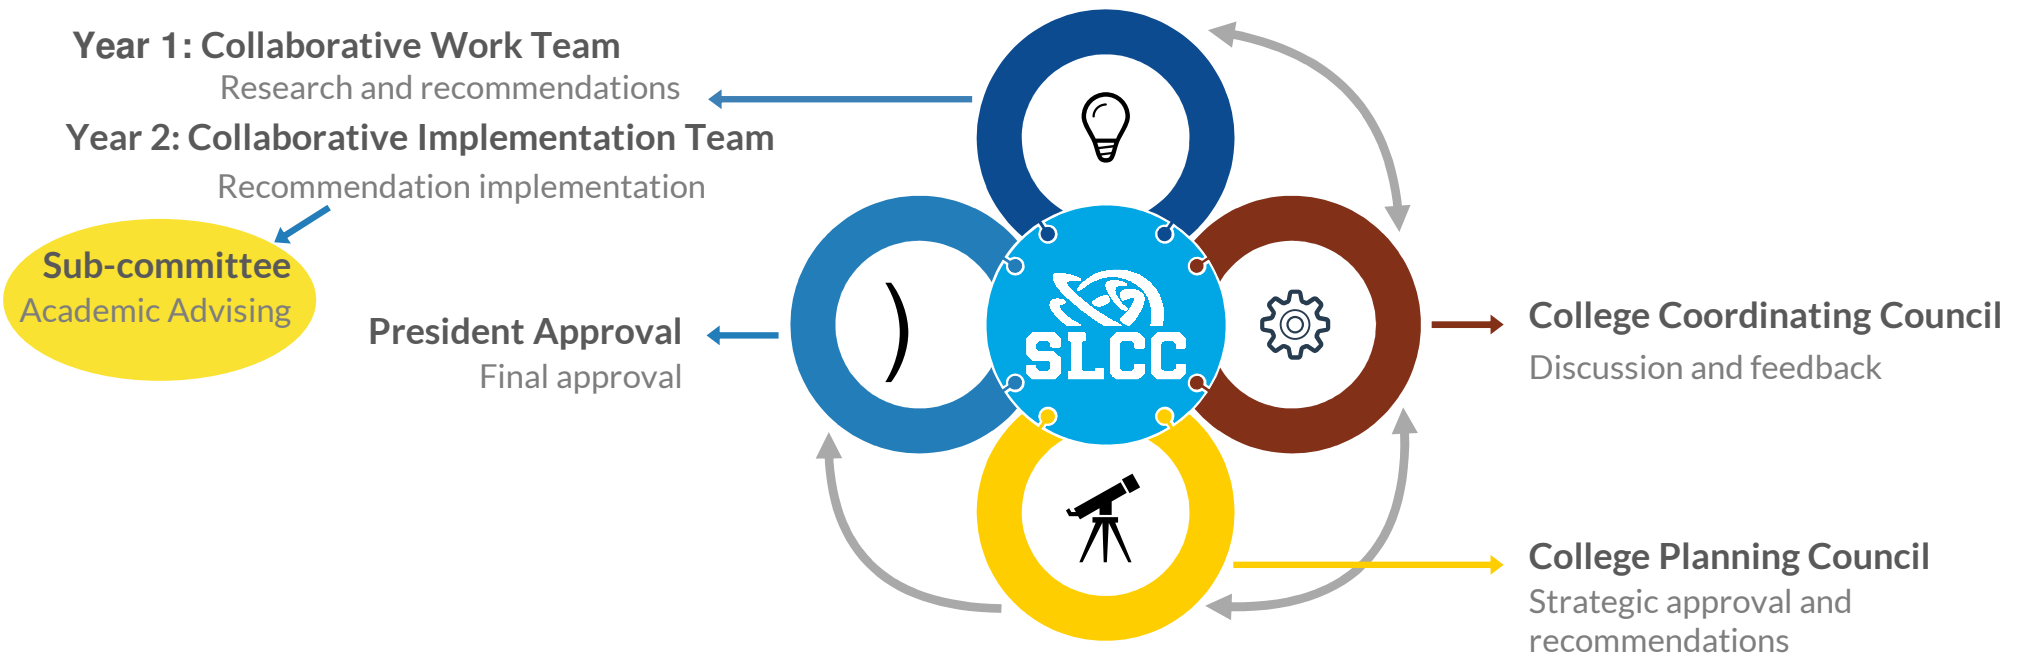 Year 1: Collaborative Work Team
Research and recommendations
Year 2: Collaborative Implementation Team
Recommendation implementation
Sub-committee
Academic Advising
President Approval
Final approval
)
SLCC
College Coordinating Council
Discussion and feedback
College Planning Council
Strategic approval and
recommendations